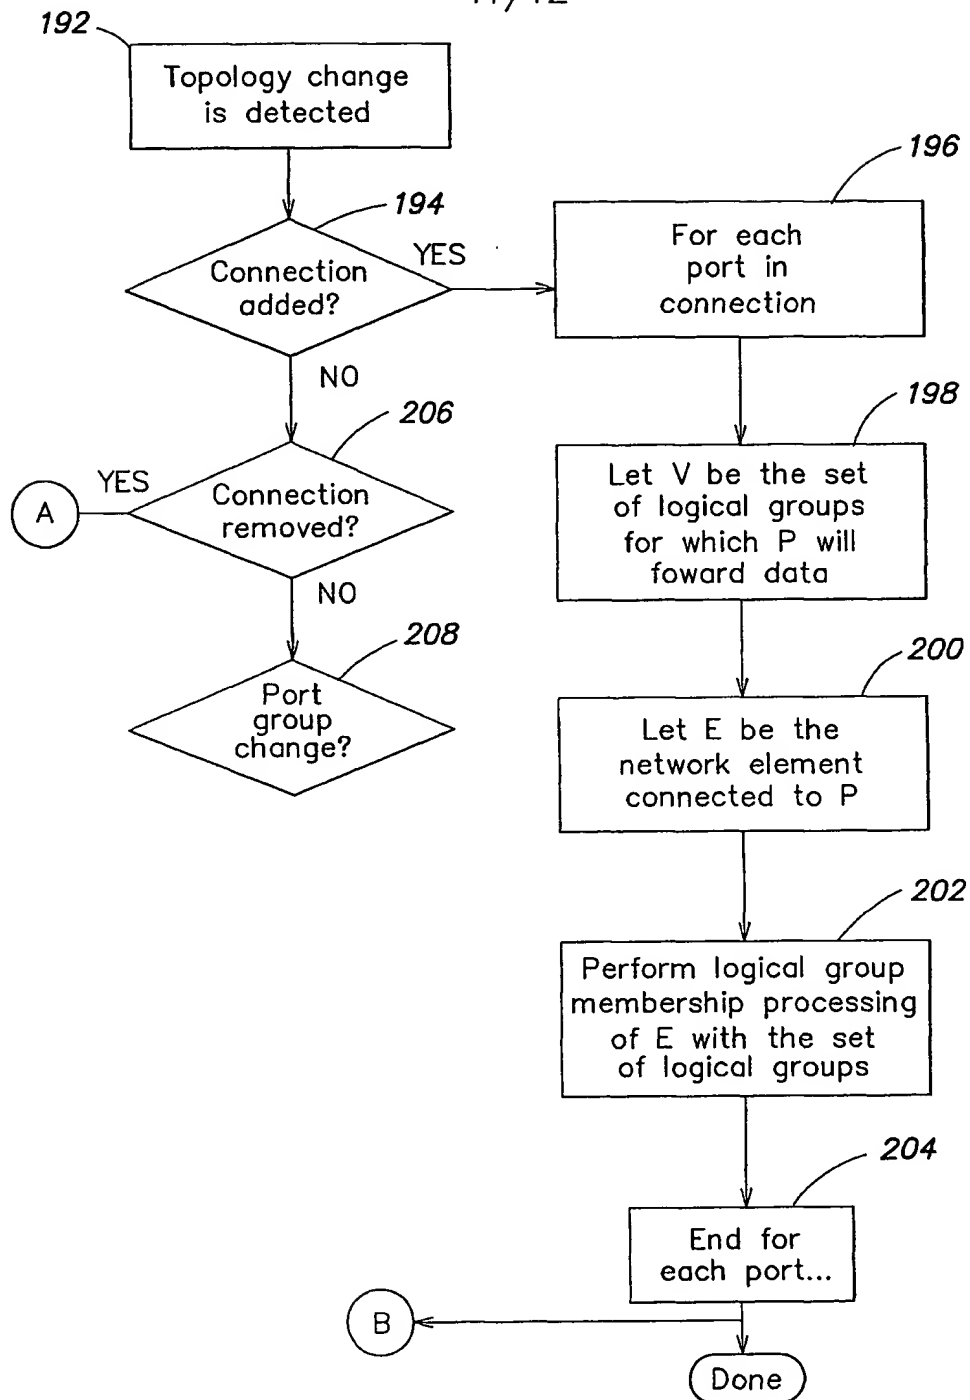 192
Topology change
is detected
194
Connection
added?
YES
NO
196
For each
port in
connection
206
Connection
removed?
YES
A
NO
198
Let V be the set
of logical groups
for which P will
foward data
208
Port
group
change?
200
Let E be the
network element
connected to P
202
Perform logical group
membership processing
of E with the set
of logical groups
204
End for
each port...
B
Done